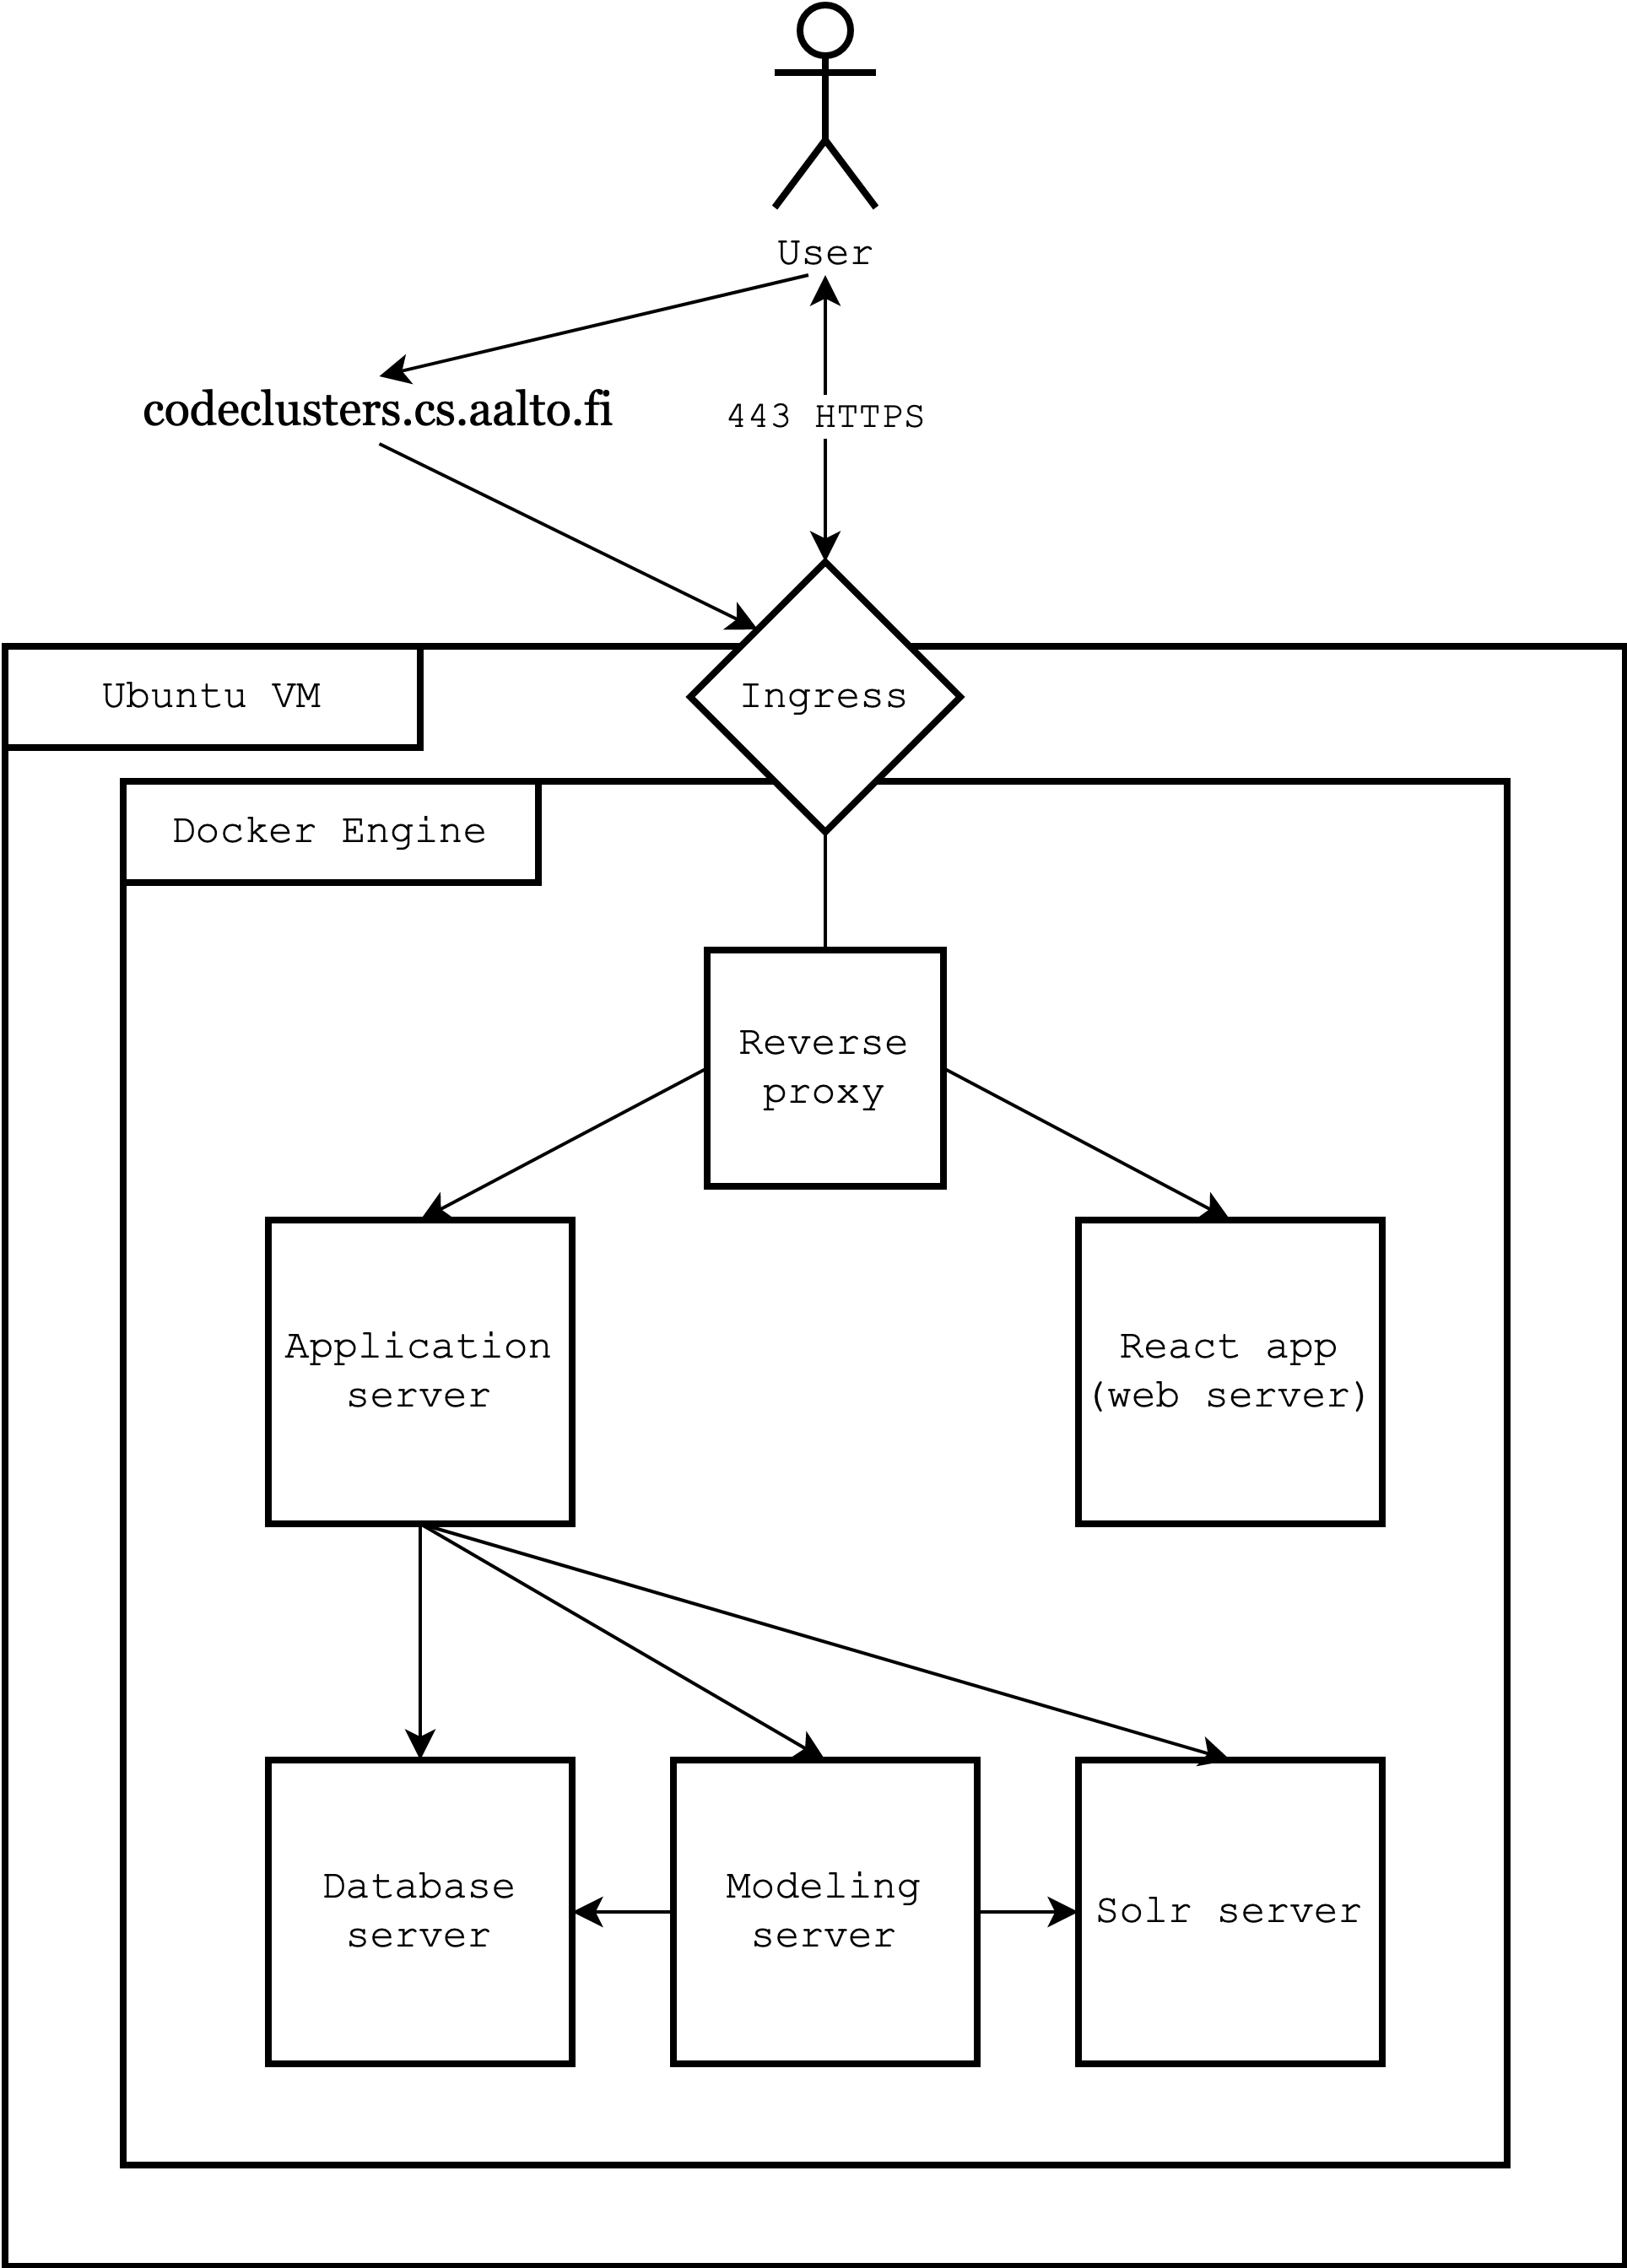 User
codeclusters.cs.aalto.fi
443 HTTPS
Ubuntu VM
Ingress
Docker Engine
Reverse
proxy
Application
server
React app
(web server)
Database
server
Modeling
server
Solr server